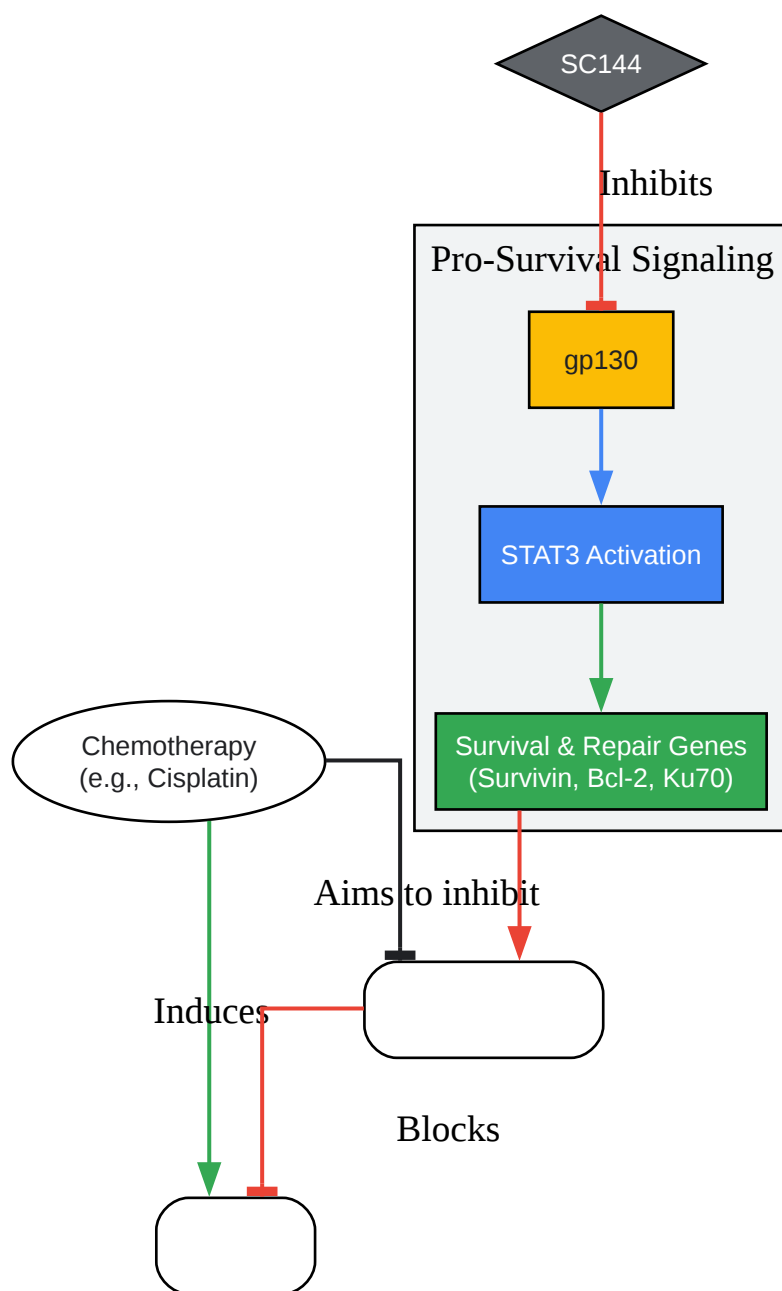 SC144
Inhibits
Pro-Survival Signaling
gp130
STAT3 Activation
Survival & Repair Genes
(Survivin, Bcl-2, Ku70)
Chemotherapy
(e.g., Cisplatin)
Aims to inhibit
Induces
Blocks